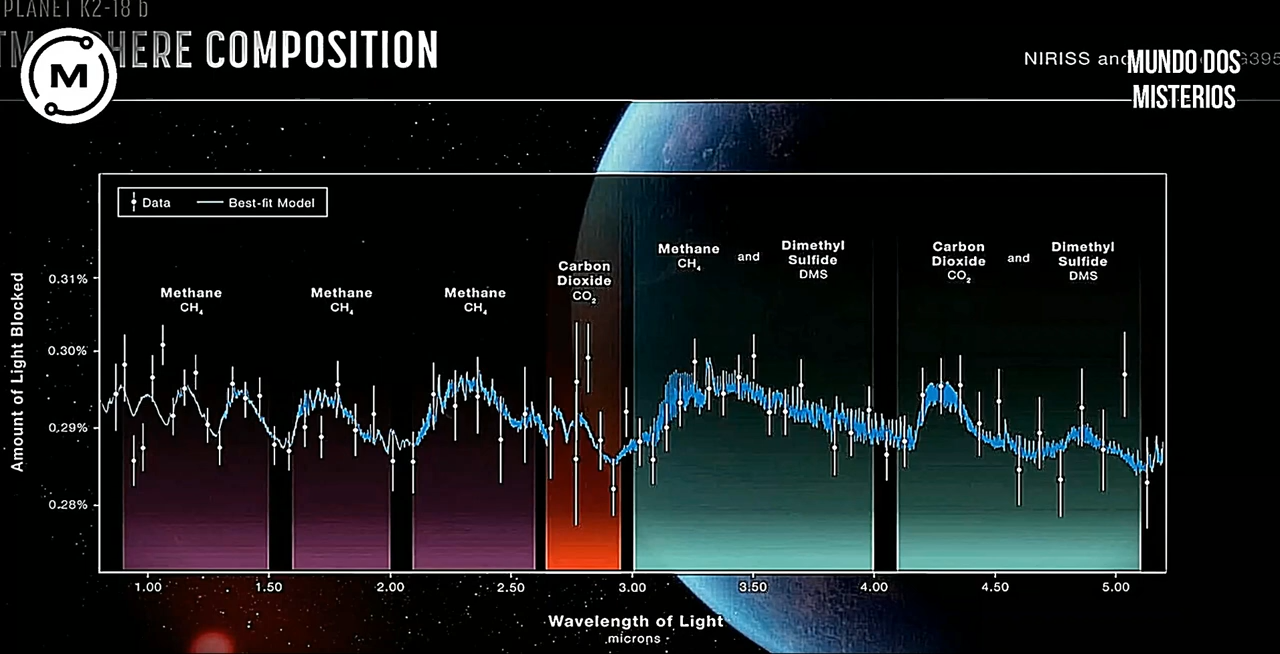 PLANET K2-18 b
ATMOSPHERE COMPOSITION
M
NIRISS and
G395
MUNDO DOS
MISTERIOS
Data
Best-fit Model
Amount of Light Blocked
0.31%
0.30%
0.29%
0.28%
Methane
CH₄
Methane
CH₄
Methane
CH₄
Carbon
Dioxide
CO₂
Methane
CH₄
and
Dimethyl
Sulfide
DMS
Carbon
Dioxide
CO₂
and
Dimethyl
Sulfide
DMS
1.00
1.50
2.00
2.50
3.00
3.50
4.00
4.50
5.00
Wavelength of Light
microns